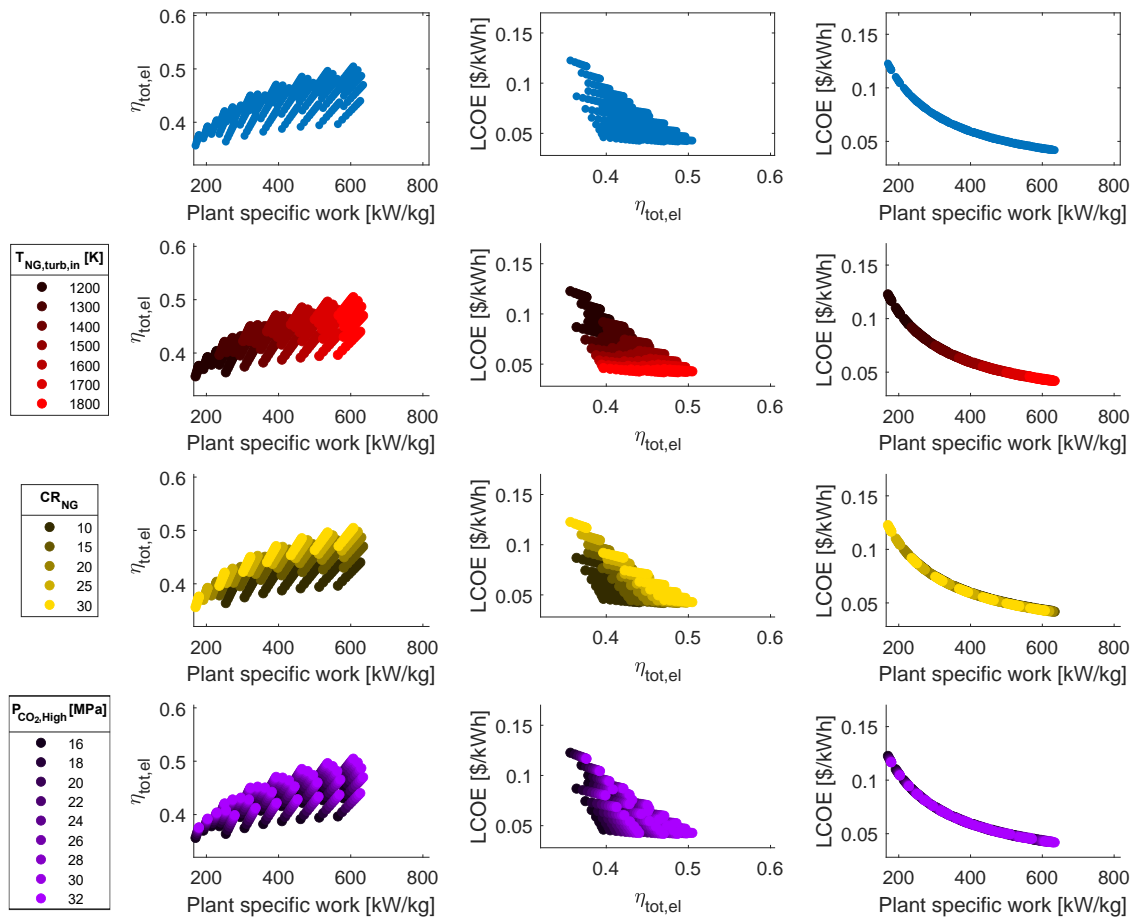 0.6
0.5
0.4
η_tot,el
200 400 600 800
Plant specific work [kW/kg]
0.15
0.1
0.05
LCOE [$/kWh]
0.4 0.5 0.6
η_tot,el
0.15
0.1
0.05
LCOE [$/kWh]
200 400 600 800
Plant specific work [kW/kg]
T_NG,turb,in [K]
1200
1300
1400
1500
1600
1700
1800
0.6
0.5
0.4
η_tot,el
200 400 600 800
Plant specific work [kW/kg]
0.15
0.1
0.05
LCOE [$/kWh]
0.4 0.5 0.6
η_tot,el
0.15
0.1
0.05
LCOE [$/kWh]
200 400 600 800
Plant specific work [kW/kg]
CR_NG
10
15
20
25
30
0.6
0.5
0.4
η_tot,el
200 400 600 800
Plant specific work [kW/kg]
0.15
0.1
0.05
LCOE [$/kWh]
0.4 0.5 0.6
η_tot,el
0.15
0.1
0.05
LCOE [$/kWh]
200 400 600 800
Plant specific work [kW/kg]
P_CO₂,High [MPa]
16
18
20
22
24
26
28
30
32
0.6
0.5
0.4
η_tot,el
200 400 600 800
Plant specific work [kW/kg]
0.15
0.1
0.05
LCOE [$/kWh]
0.4 0.5 0.6
η_tot,el
0.15
0.1
0.05
LCOE [$/kWh]
200 400 600 800
Plant specific work [kW/kg]